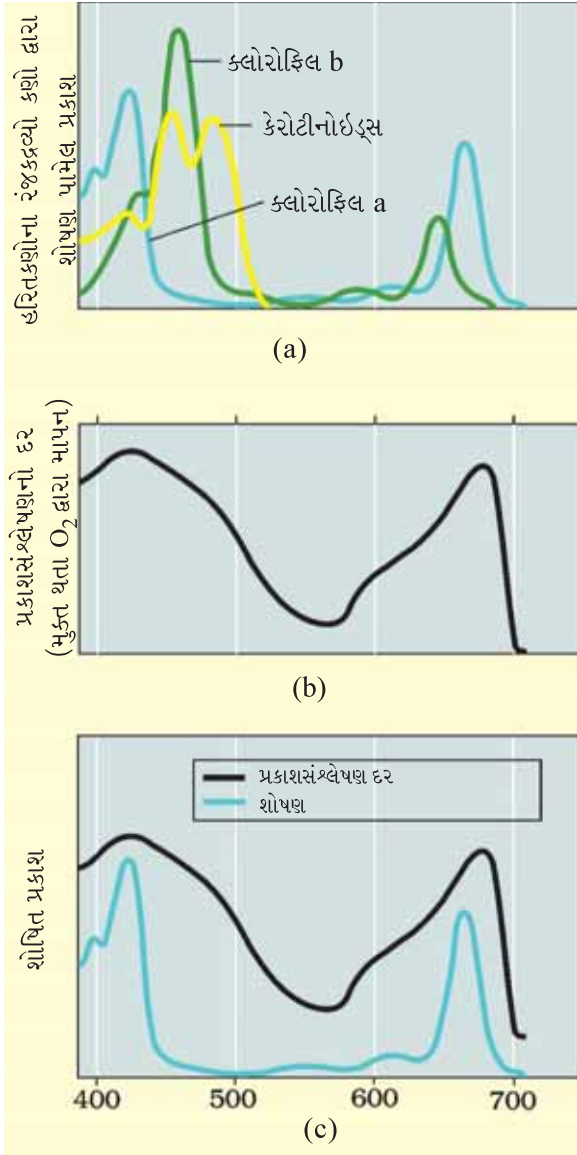 હરિતકણોના રંજકદ્રવ્યો કણો દ્વારા
શોષણ પામેલ પ્રકાશ
ક્લોરોફિલ b
કેરોટીનોઇડ્સ
ક્લોરોફિલ a
(a)
પ્રકાશસંશ્લેષણનો દર
(મુક્ત થતા O₂ દ્વારા માપન)
(b)
શોષિત પ્રકાશ
પ્રકાશસંશ્લેષણ દર
શોષણ
400 500 600 700
(c)